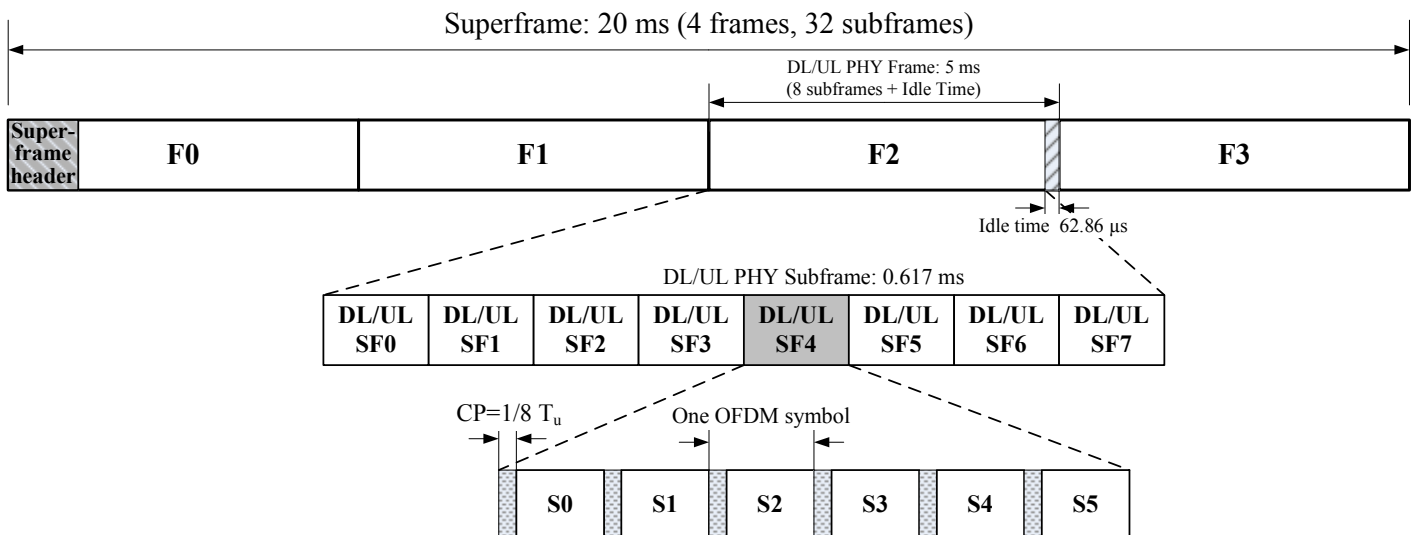 Superframe: 20 ms (4 frames, 32 subframes)
DL/UL PHY Frame: 5 ms
(8 subframes + Idle Time)
Super-
frame
header
F0
F1
F2
F3
Idle time 62.86 µs
DL/UL PHY Subframe: 0.617 ms
DL/UL
SF0
DL/UL
SF1
DL/UL
SF2
DL/UL
SF3
DL/UL
SF4
DL/UL
SF5
DL/UL
SF6
DL/UL
SF7
CP=1/8 Tu
One OFDM symbol
S0
S1
S2
S3
S4
S5